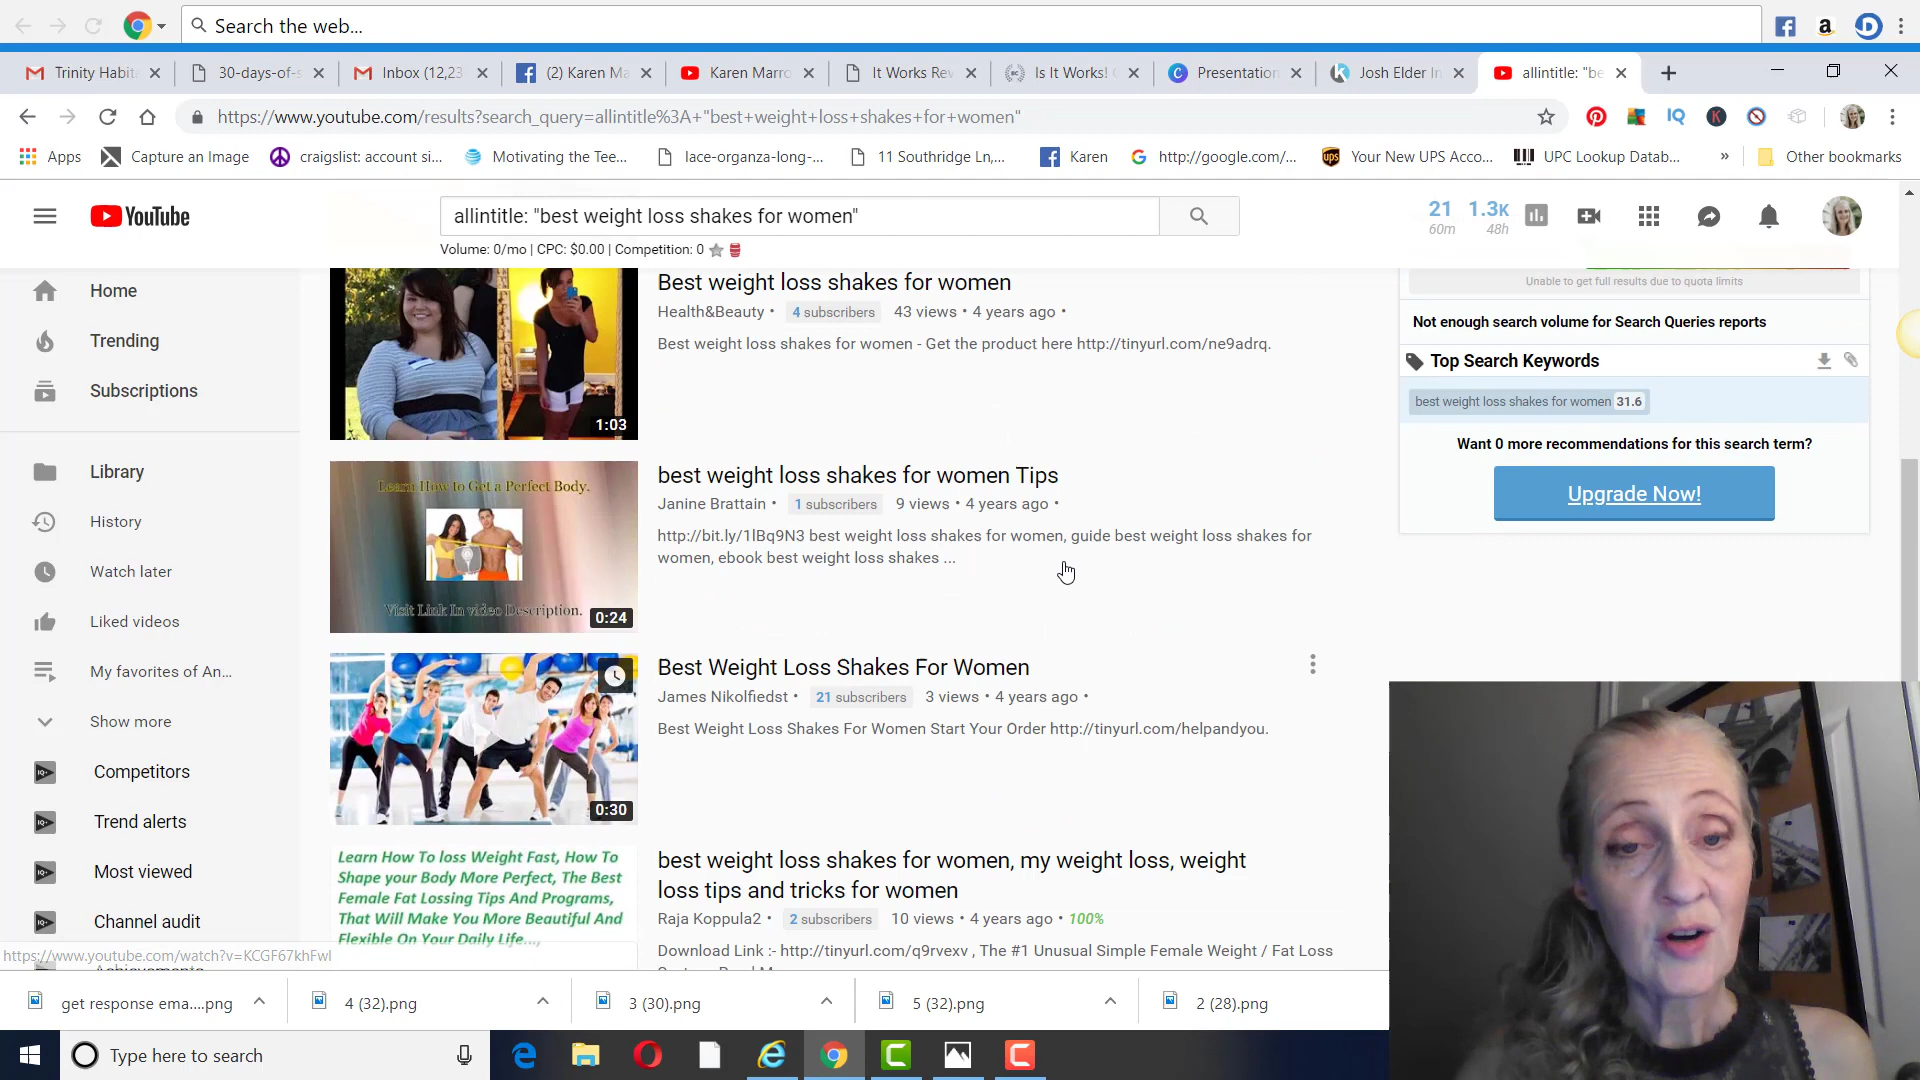 Search the web...
Trinity Habit
30-days-of-s
Inbox (12,23
(2) Karen Ma
Karen Marro
It Works Rev
Is It Works! C
Presentation
Josh Elder In
allintitle: "be
https://www.youtube.com/results?search_query=allintitle%3A+"best+weight+loss+shakes+for+women"
Apps
Capture an Image
craigslist: account si...
Motivating the Tee...
lace-organza-long-...
11 Southridge Ln,...
Karen
http://google.com/...
Your New UPS Acco...
UPC Lookup Datab...
»
Other bookmarks
YouTube
allintitle: "best weight loss shakes for women"
21
60m
1.3K
48h
Volume: 0/mo | CPC: $0.00 | Competition: 0
Home
Trending
Subscriptions
Library
History
Watch later
Liked videos
My favorites of An...
Show more
Competitors
Trend alerts
Most viewed
Channel audit
https://www.youtube.com/watch?v=KCGF67khFwI
1:03
Best weight loss shakes for women
Health&Beauty • 4 subscribers 43 views • 4 years ago •
Best weight loss shakes for women - Get the product here http://tinyurl.com/ne9adrq.
Learn How to Get a Perfect Body.
Visit Link In video Description.
0:24
best weight loss shakes for women Tips
Janine Brattain • 1 subscribers 9 views • 4 years ago •
http://bit.ly/1lBq9N3 best weight loss shakes for women, guide best weight loss shakes for
women, ebook best weight loss shakes ...
0:30
Best Weight Loss Shakes For Women
James Nikolfiedst • 21 subscribers 3 views • 4 years ago •
Best Weight Loss Shakes For Women Start Your Order http://tinyurl.com/helpandyou.
Learn How To loss Weight Fast, How To
Shape your Body More Perfect, The Best
Female Fat Lossing Tips And Programs,
That Will Make You More Beautiful And
Flexible On Your Daily Life...,
best weight loss shakes for women, my weight loss, weight
loss tips and tricks for women
Raja Koppula2 • 2 subscribers 10 views • 4 years ago • 100%
Download Link :- http://tinyurl.com/q9rvexv , The #1 Unusual Simple Female Weight / Fat Loss
Unable to get full results due to quota limits
Not enough search volume for Search Queries reports
Top Search Keywords
best weight loss shakes for women 31.6
Want 0 more recommendations for this search term?
Upgrade Now!
get response ema....png
4 (32).png
3 (30).png
5 (32).png
2 (28).png
Type here to search